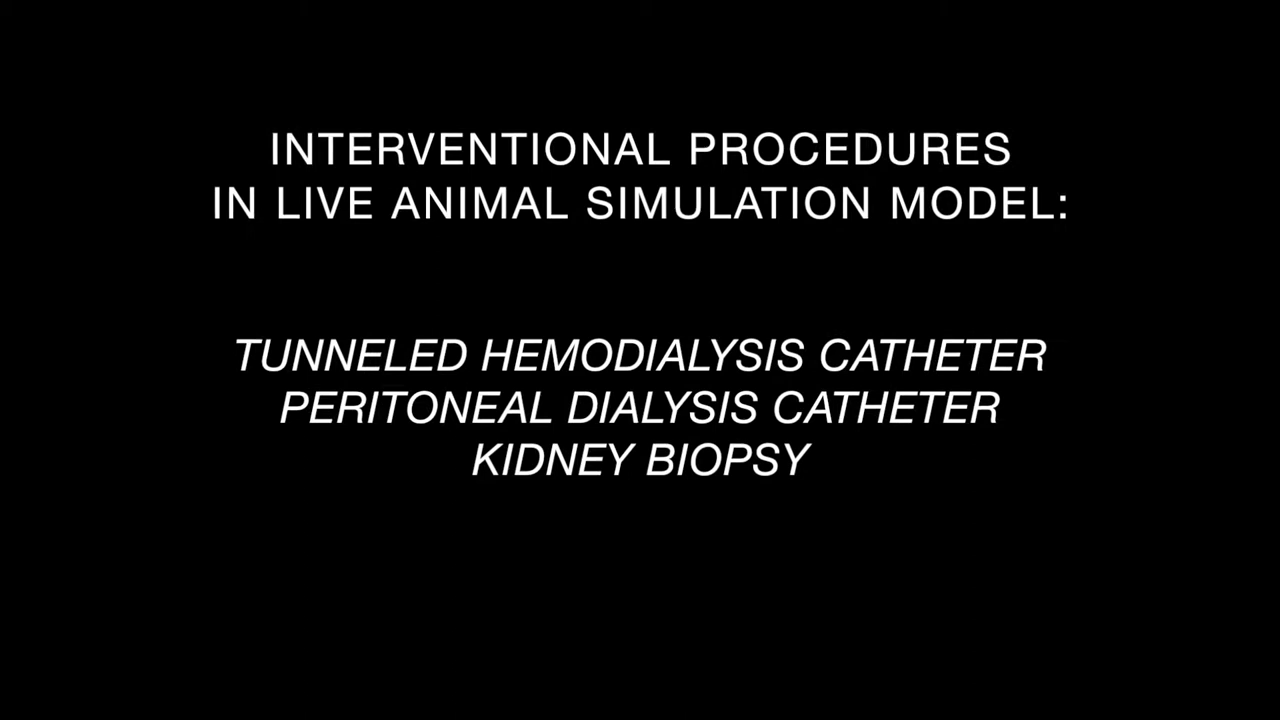 INTERVENTIONAL PROCEDURES
IN LIVE ANIMAL SIMULATION MODEL:
TUNNELED HEMODIALYSIS CATHETER
PERITONEAL DIALYSIS CATHETER
KIDNEY BIOPSY